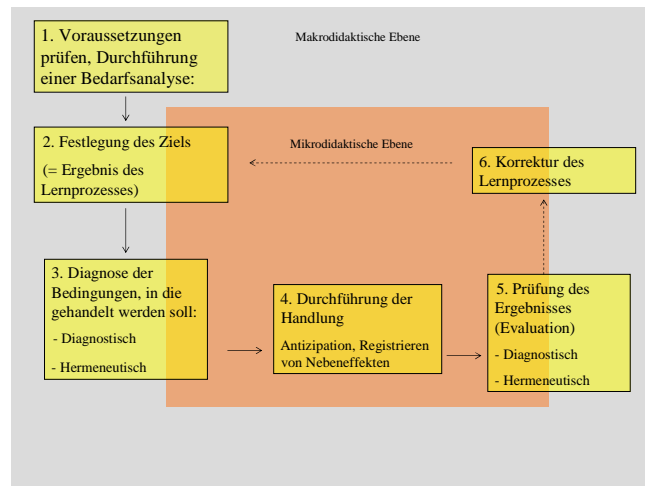 Makrodidaktische Ebene
1. Voraussetzungen
prüfen, Durchführung
einer Bedarfsanalyse:
2. Festlegung des Ziels
(= Ergebnis des
Lernprozesses)
Mikrodidaktische Ebene
6. Korrektur des
Lernprozesses
3. Diagnose der
Bedingungen, in die
gehandelt werden soll:
- Diagnostisch
- Hermeneutisch
4. Durchführung der
Handlung
Antizipation, Registrieren
von Nebeneffekten
5. Prüfung des
Ergebnisses
(Evaluation)
- Diagnostisch
- Hermeneutisch